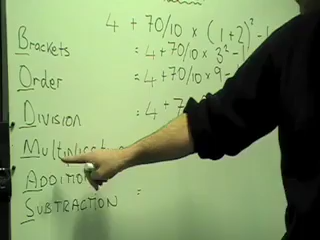 4 + 70/10 × (1+2)² - 1
Brackets = 4 + 70/10 × 3² -
Order = 4 + 70/10 × 9 -
Division = 4 + 7
Addition
Subtraction =